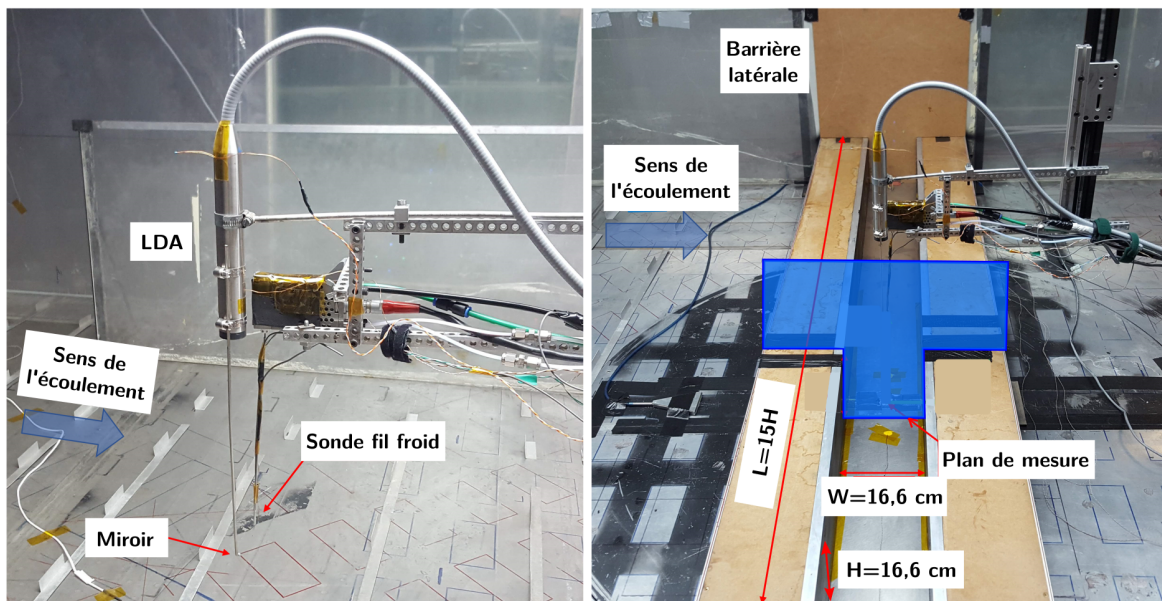 LDA
Sens de
l'écoulement
Sonde fil froid
Miroir
Barrière
latérale
Sens de
l'écoulement
L=15H
Plan de mesure
W=16,6 cm
H=16,6 cm